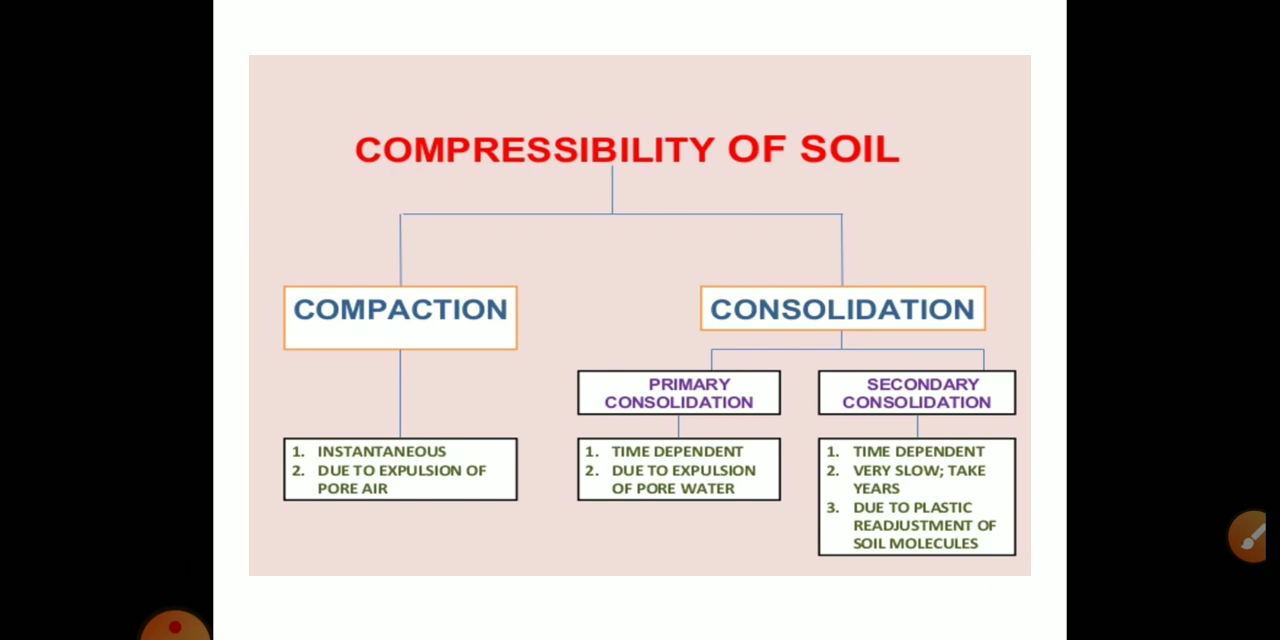 COMPRESSIBILITY OF SOIL
COMPACTION
1. INSTANTANEOUS
2. DUE TO EXPULSION OF
PORE AIR
CONSOLIDATION
PRIMARY
CONSOLIDATION
1. TIME DEPENDENT
2. DUE TO EXPULSION
OF PORE WATER
SECONDARY
CONSOLIDATION
1. TIME DEPENDENT
2. VERY SLOW; TAKE
YEARS
3. DUE TO PLASTIC
READJUSTMENT OF
SOIL MOLECULES